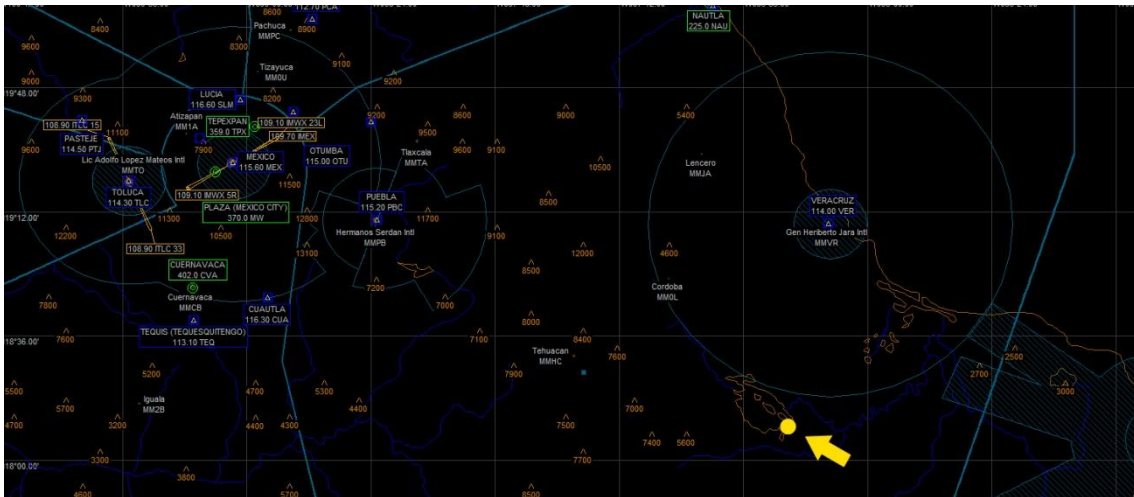 112.70 PCA
8600
8900
Pachuca
MMPC
8400
9600
8300
9100
NAUTLA
225.0 NAU
Tizayuca
MM0U
9000
9200
19°48.00'
9300
LUCIA
116.60 SLM
8200
108.90 ITLC 15
11100
Atizapan
MM1A
TEPEXPAN
359.0 TPX
109.10 IMWX 23L
109.70 IMEX
9200
8600
9000
5400
PASTEJE
114.50 PTJ
9600
7900
9500
9600
9100
10500
Lic Adolfo Lopez Mateos Intl
MMTO
MEXICO
115.60 MEX
OTUMBA
115.00 OTU
Tlaxcala
MMTA
Lencero
MMJA
TOLUCA
114.30 TLC
109.10 IMWX 5R
11500
PUEBLA
115.20 PBC
8500
VERACRUZ
114.00 VER
19°12.00'
11300
PLAZA (MEXICO CITY)
370.0 MW
12800
11700
5400
12200
10500
Hermanos Serdan Intl
MMPB
9100
Gen Heriberto Jara Intl
MMVR
108.90 ITLC 33
13100
12200
4600
CUERNAVACA
402.0 CVA
8500
7200
Cordoba
MM0L
Cuernavaca
MMCB
7800
CUAUTLA
116.30 CUA
7000
8000
TEQUIS (TEQUESQUITENGO)
113.10 TEQ
18°36.00'
7600
7100
8400
Tehuacan
MMHC
7600
2500
5200
7900
2700
5500
4700
5300
3000
Iguala
MM2B
5700
4400
7000
4700
3200
4400
4300
7500
7400
5600
18°00.00'
3300
7700
3800
4600
5700
8500